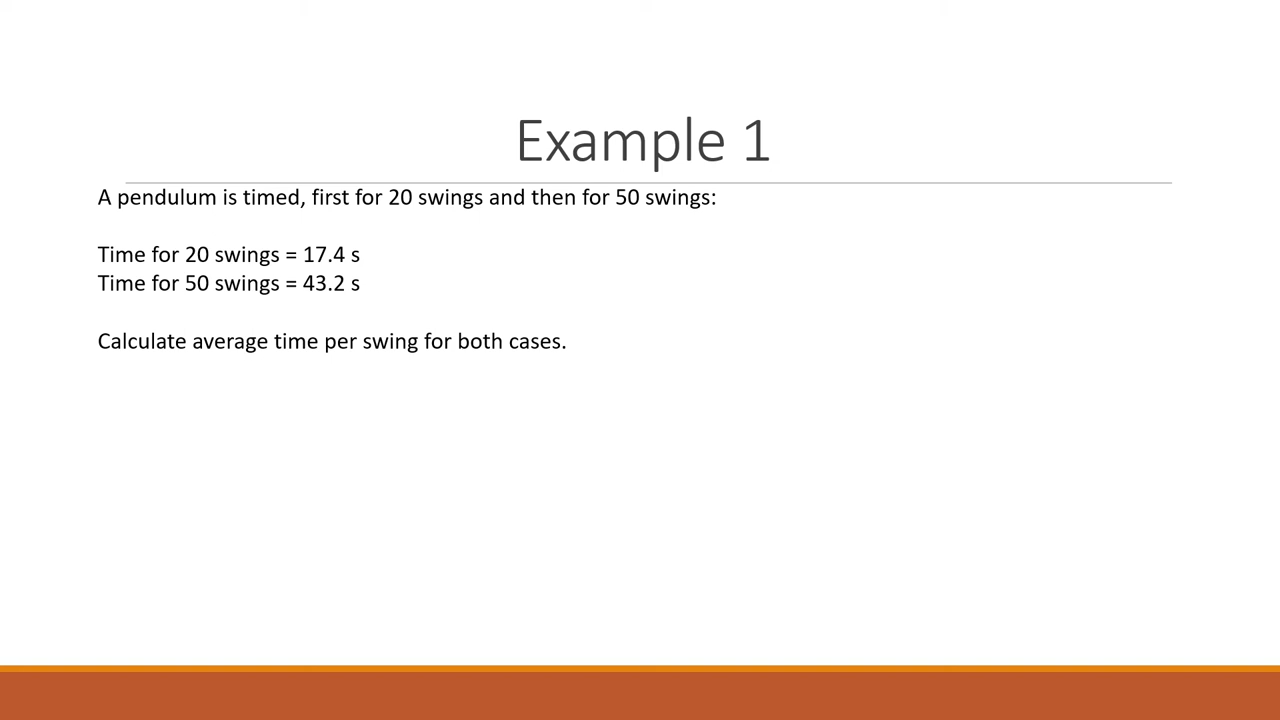 Example 1
A pendulum is timed, first for 20 swings and then for 50 swings:
Time for 20 swings = 17.4 s
Time for 50 swings = 43.2 s
Calculate average time per swing for both cases.